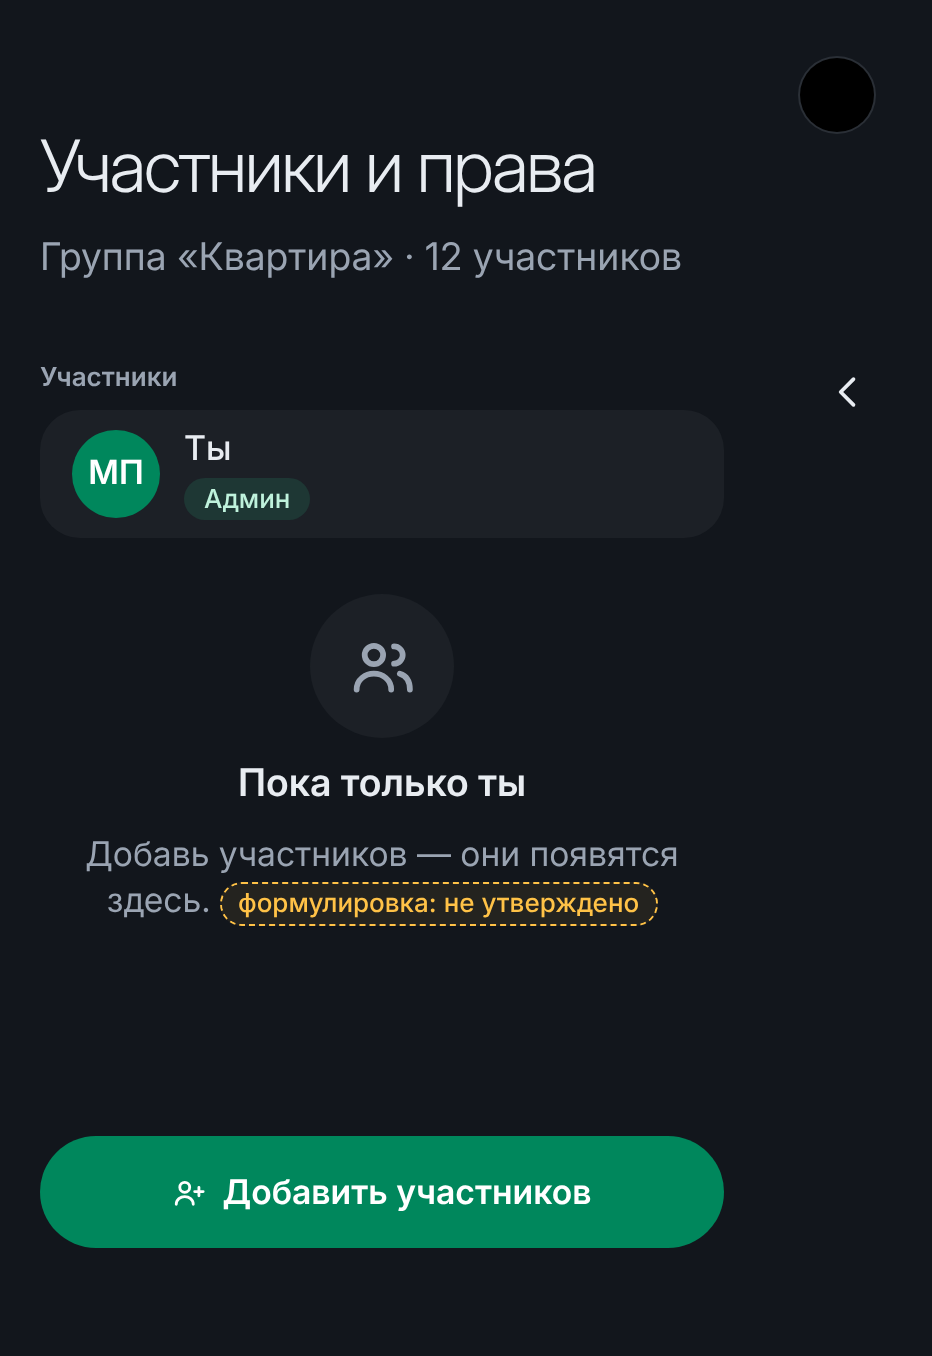 Участники и права
Группа «Квартира» · 12 участников
Участники
МП
Ты
Админ
Пока только ты
Добавь участников — они появятся
здесь. формулировка: не утверждено
Добавить участников